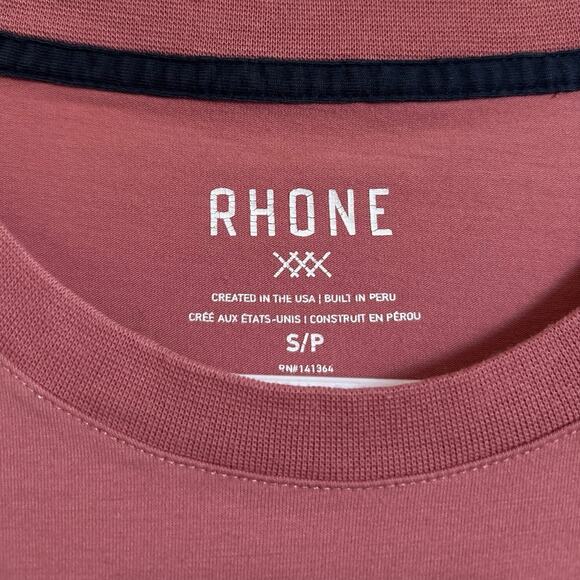 RHONE
CREATED IN THE USA | BUILT IN PERU
CRÉÉ AUX ÉTATS-UNIS | CONSTRUIT EN PÉROU
S/P
RN#141364